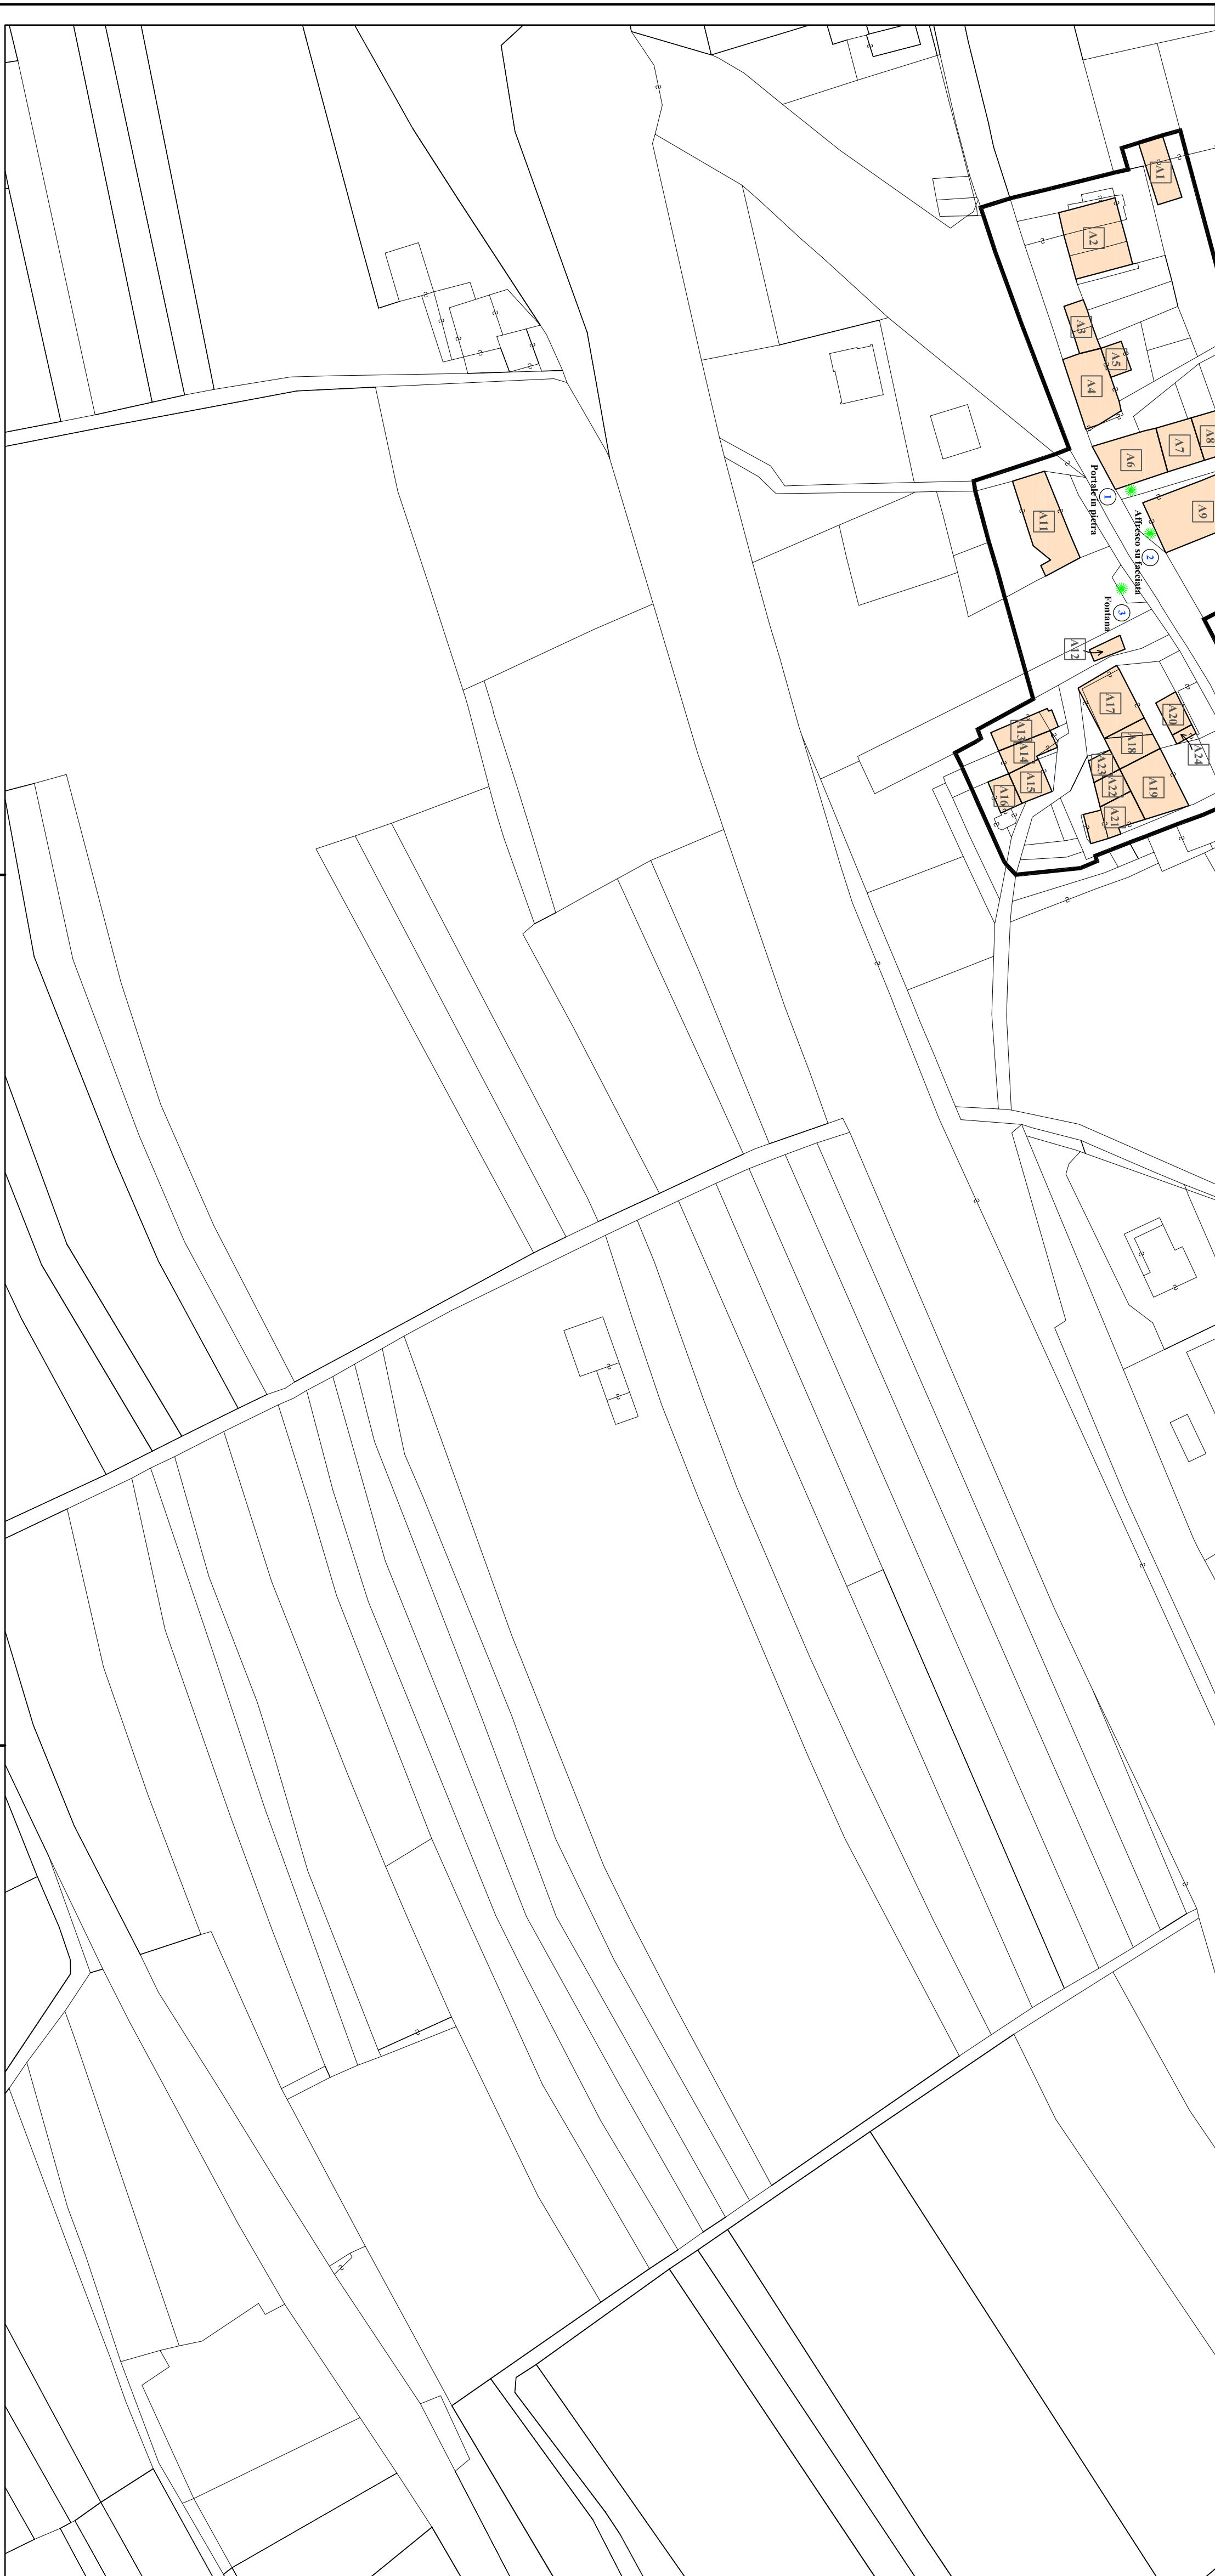 A1
A2
A3
A5
A4
A8
A7
A6
A9
1
Portale in pietra
2
Affresco su facciata
3
Fontana
A11
A12
A17
A20
A24
A18
A19
A23
A22
A21
A13
A14
A15
A16